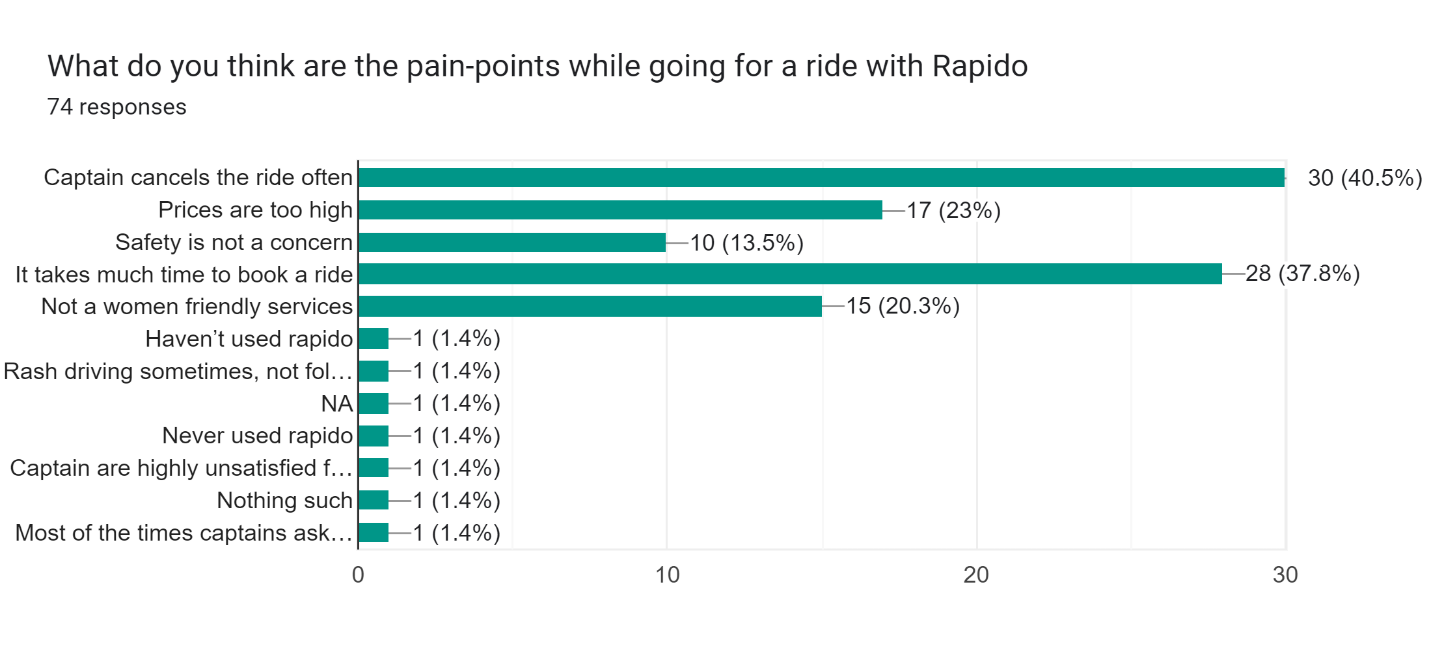 What do you think are the pain-points while going for a ride with Rapido
74 responses
Captain cancels the ride often 30 (40.5%)
Prices are too high 17 (23%)
Safety is not a concern 10 (13.5%)
It takes much time to book a ride 28 (37.8%)
Not a women friendly services 15 (20.3%)
Haven’t used rapido 1 (1.4%)
Rash driving sometimes, not fol… 1 (1.4%)
NA 1 (1.4%)
Never used rapido 1 (1.4%)
Captain are highly unsatisfied f… 1 (1.4%)
Nothing such 1 (1.4%)
Most of the times captains ask… 1 (1.4%)
0 10 20 30